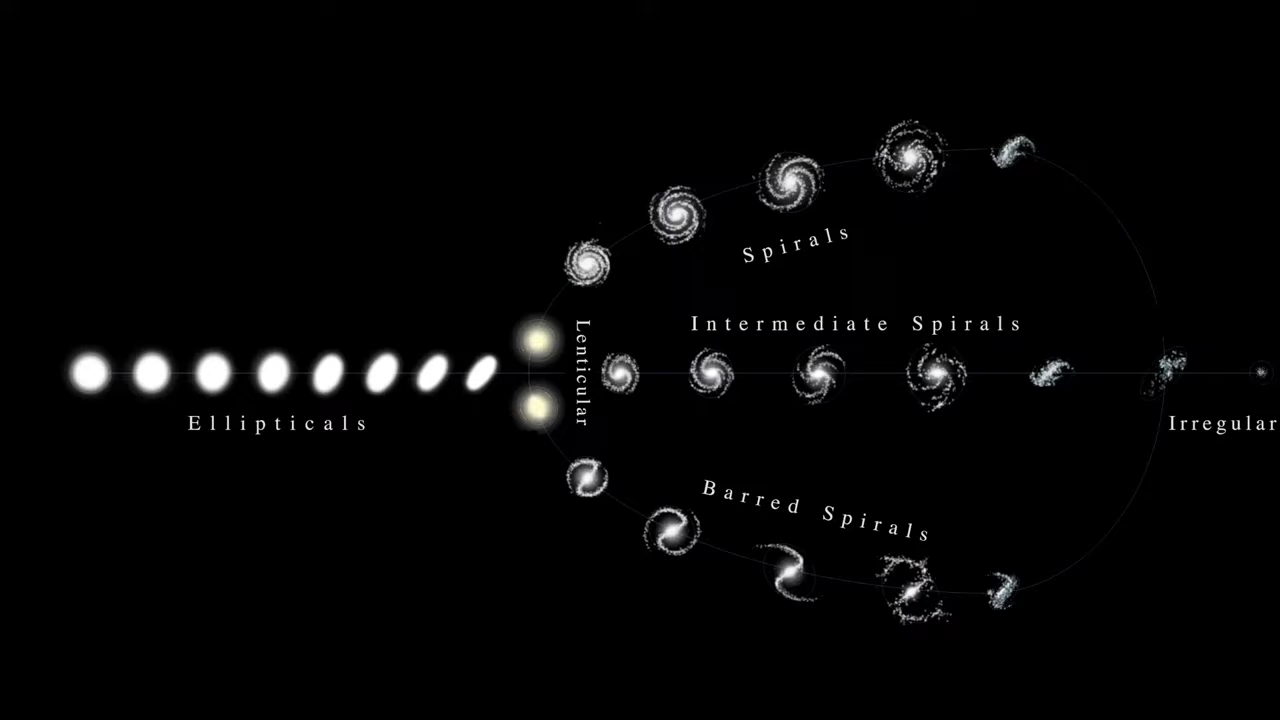 Spirals
Intermediate Spirals
Lenticular
Ellipticals
Irregular
Barred Spirals